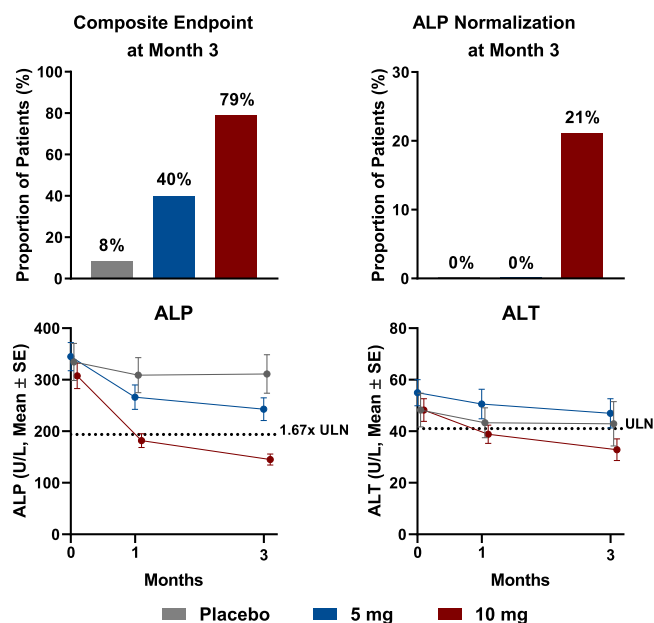 Composite Endpoint
at Month 3
Proportion of Patients (%)
100
80
60
40
20
0
8%
40%
79%
ALP Normalization
at Month 3
Proportion of Patients (%)
30
20
10
0
0%
0%
21%
ALP
ALP (U/L, Mean ± SE)
400
300
200
100
0
1.67x ULN
0
1
3
Months
ALT
ALT (U/L, Mean ± SE)
80
60
40
20
0
ULN
0
1
3
Months
Placebo
5 mg
10 mg